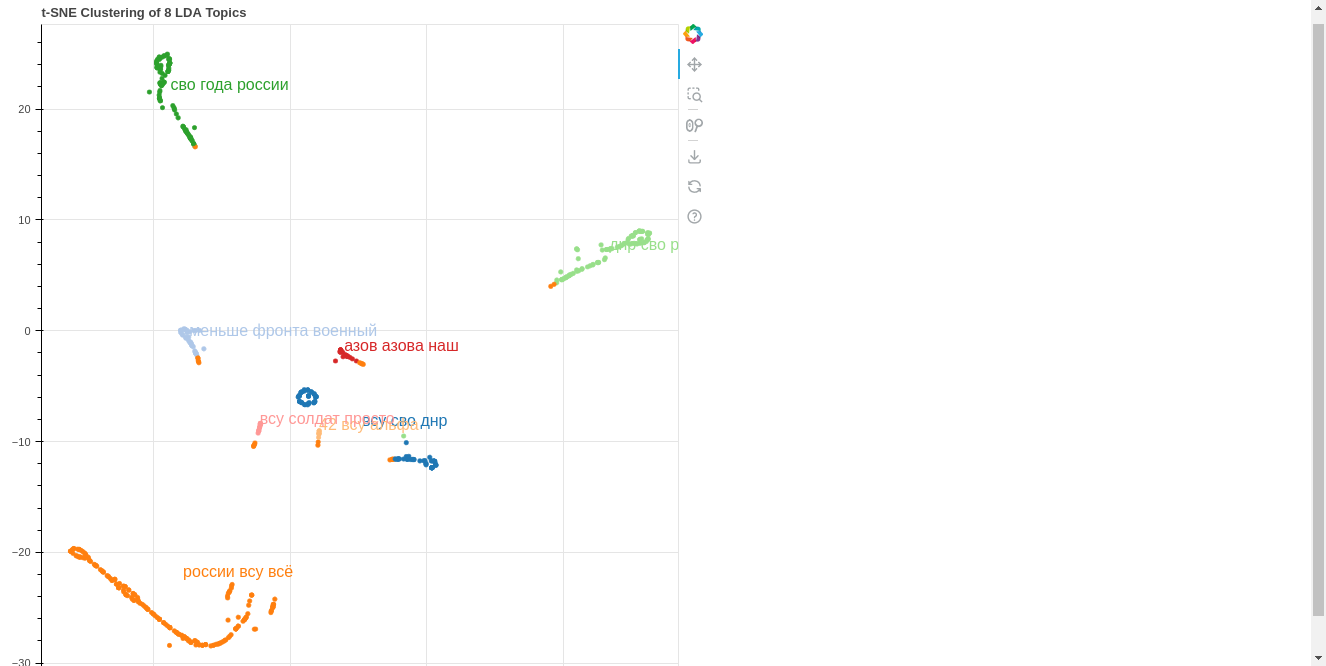 t-SNE Clustering of 8 LDA Topics
сво года россии
20
10
днр сво р
0
меньше фронта военный
азов азова наш
всу солдат просто
всу сво днр
42 всу альфа
−10
−20
россии всу всё
−30